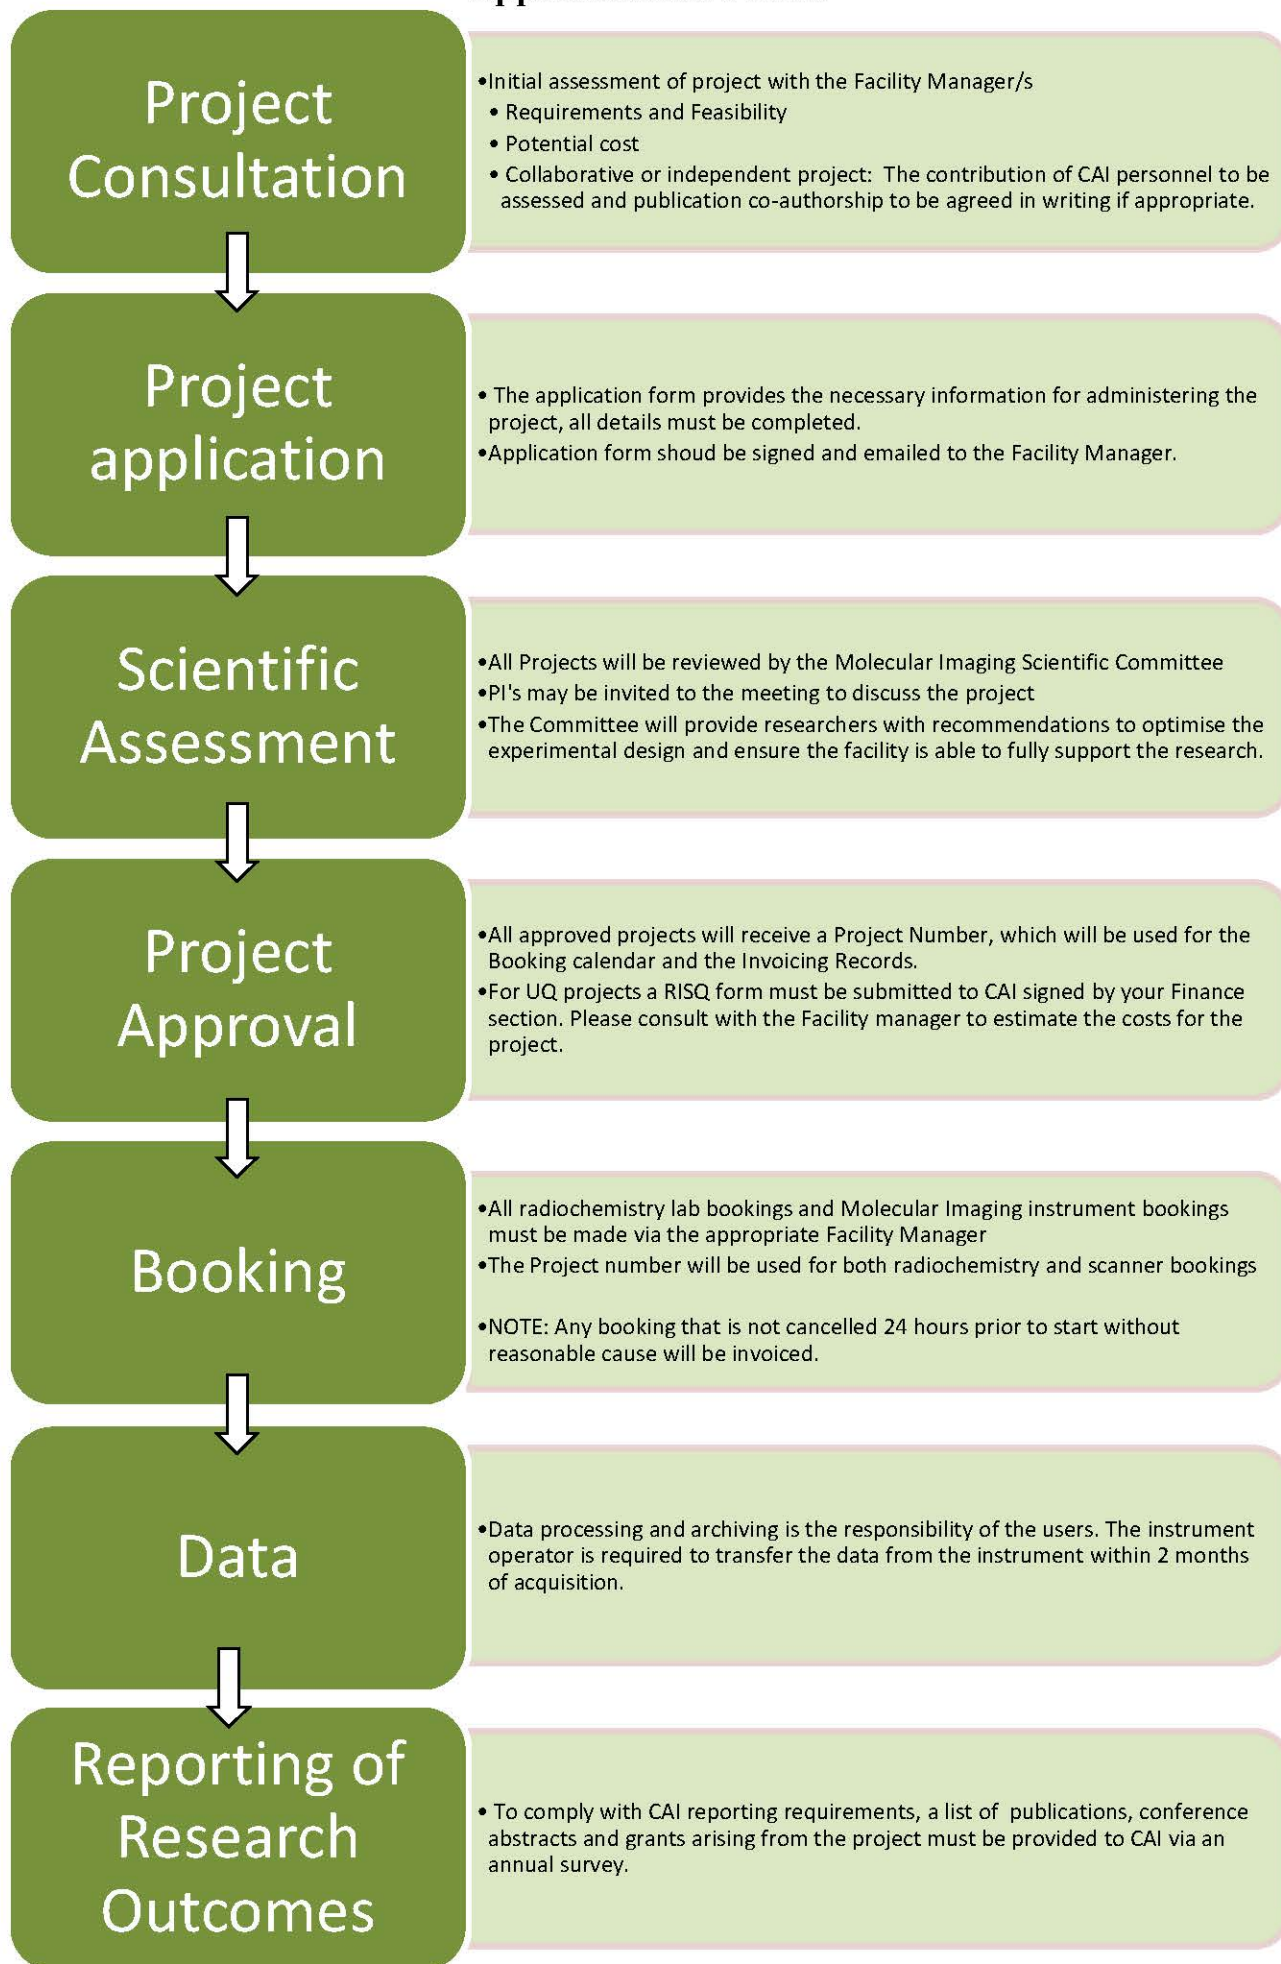 Project
Consultation
•Initial assessment of project with the Facility Manager/s
• Requirements and Feasibility
• Potential cost
• Collaborative or independent project: The contribution of CAI personnel to be
assessed and publication co-authorship to be agreed in writing if appropriate.
Project
application
• The application form provides the necessary information for administering the
project, all details must be completed.
•Application form shoud be signed and emailed to the Facility Manager.
Scientific
Assessment
•All Projects will be reviewed by the Molecular Imaging Scientific Committee
•PI's may be invited to the meeting to discuss the project
•The Committee will provide researchers with recommendations to optimise the
experimental design and ensure the facility is able to fully support the research.
Project
Approval
•All approved projects will receive a Project Number, which will be used for the
Booking calendar and the Invoicing Records.
•For UQ projects a RISQ form must be submitted to CAI signed by your Finance
section. Please consult with the Facility manager to estimate the costs for the
project.
Booking
•All radiochemistry lab bookings and Molecular Imaging instrument bookings
must be made via the appropriate Facility Manager
•The Project number will be used for both radiochemistry and scanner bookings
•NOTE: Any booking that is not cancelled 24 hours prior to start without
reasonable cause will be invoiced.
Data
•Data processing and archiving is the responsibility of the users. The instrument
operator is required to transfer the data from the instrument within 2 months
of acquisition.
Reporting of
Research
Outcomes
• To comply with CAI reporting requirements, a list of publications, conference
abstracts and grants arising from the project must be provided to CAI via an
annual survey.